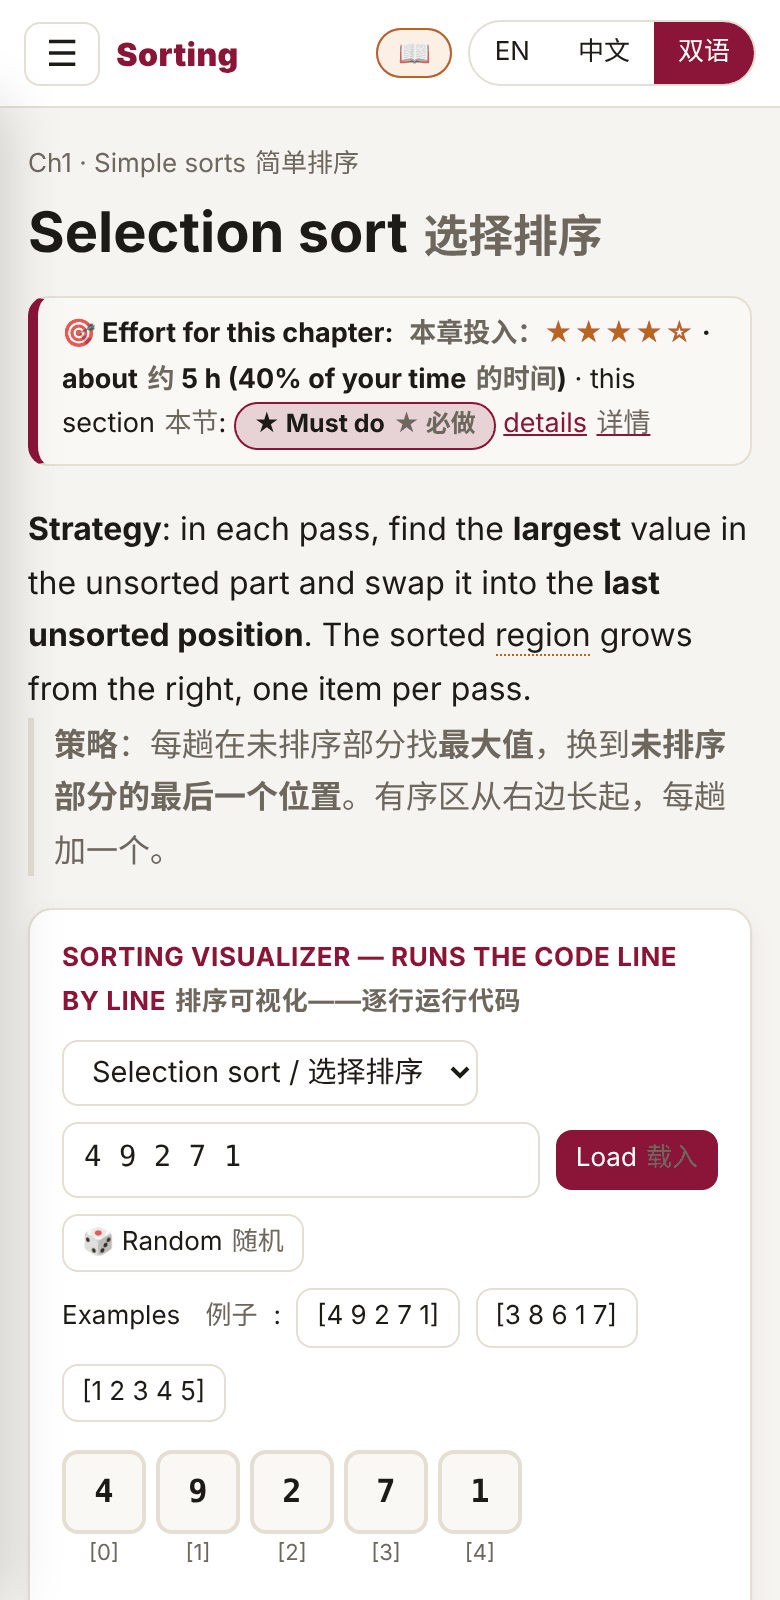 ☰ Sorting 📖 EN 中文 双语
Ch1 · Simple sorts 简单排序
Selection sort 选择排序
🎯 Effort for this chapter: 本章投入： ★★★★☆ ·
about 约 5 h (40% of your time 的时间) · this
section 本节: ★ Must do ★ 必做 details 详情
Strategy: in each pass, find the largest value in
the unsorted part and swap it into the last
unsorted position. The sorted region grows
from the right, one item per pass.
策略：每趟在未排序部分找最大值，换到未排序
部分的最后一个位置。有序区从右边长起，每趟
加一个。
SORTING VISUALIZER — RUNS THE CODE LINE
BY LINE 排序可视化——逐行运行代码
Selection sort / 选择排序
4 9 2 7 1 Load 载入
🎲 Random 随机
Examples 例子 : [4 9 2 7 1] [3 8 6 1 7]
[1 2 3 4 5]
4 9 2 7 1
[0] [1] [2] [3] [4]